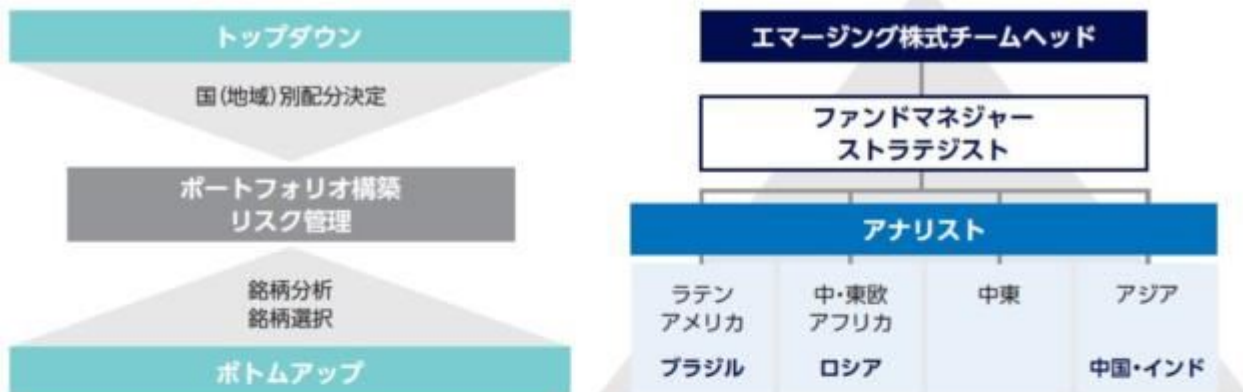 トップダウン
国(地域)別配分決定
ポートフォリオ構築
リスク管理
銘柄分析
銘柄選択
ボトムアップ
エマージング株式チームヘッド
ファンドマネジャー
ストラテジスト
アナリスト
ラテン
アメリカ
ブラジル
中・東欧
アフリカ
ロシア
中東
アジア
中国・インド